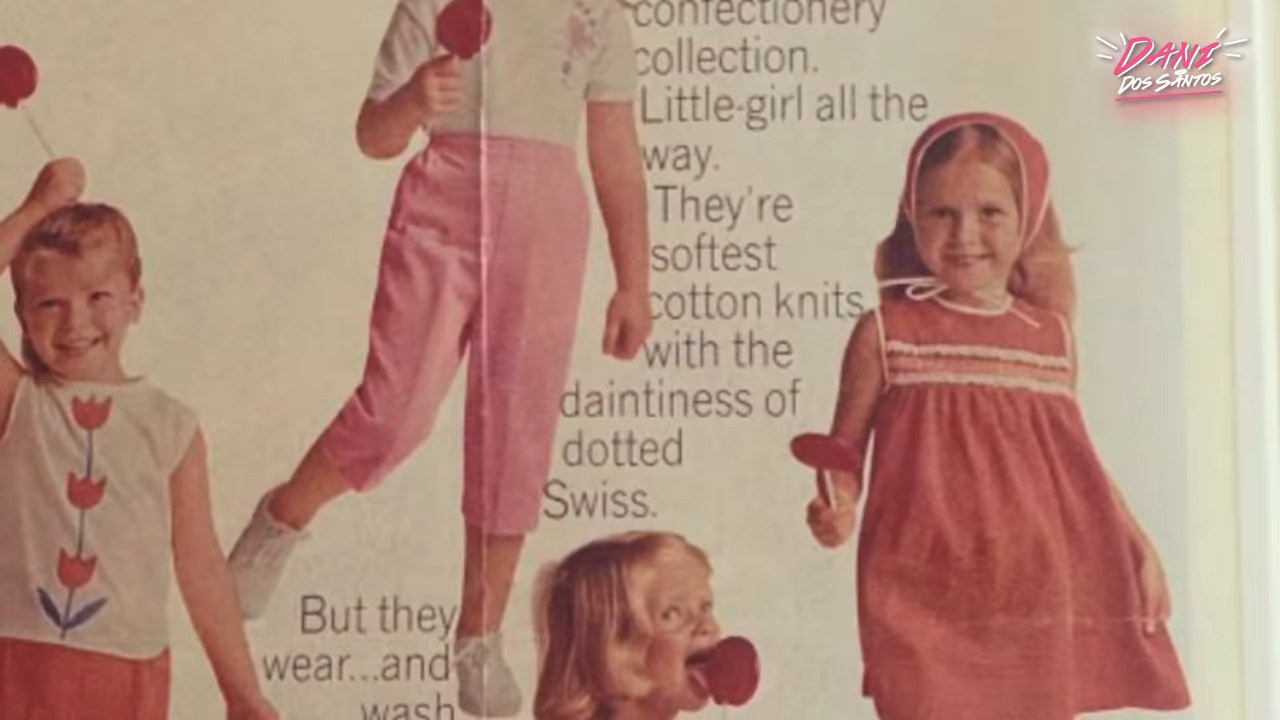 confectionery
collection.
Little-girl all the
way.
They're
softest
cotton knits
with the
daintiness of
dotted
Swiss.
But they
wear...and
wash
DANI
DOS SANTOS